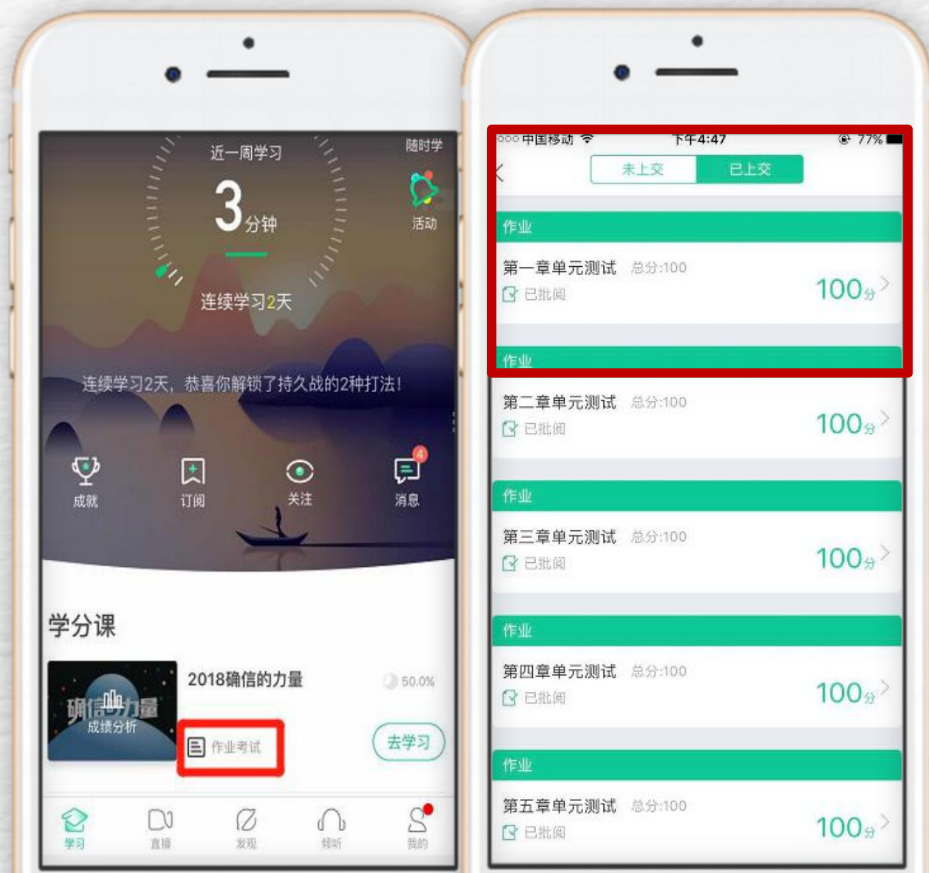 近一周学习
随时学
3分钟
活动
连续学习2天
连续学习2天，恭喜你解锁了持久战的2种打法！
成就
订阅
关注
4
消息
学分课
确信的力量
成绩分析
2018确信的力量
50.0%
作业考试
去学习
学习
直播
发现
倾听
我的
中国移动
下午4:47
77%
未上交
已上交
作业
第一章单元测试 总分:100
已批阅
100分
作业
第二章单元测试 总分:100
已批阅
100分
作业
第三章单元测试 总分:100
已批阅
100分
作业
第四章单元测试 总分:100
已批阅
100分
作业
第五章单元测试 总分:100
已批阅
100分